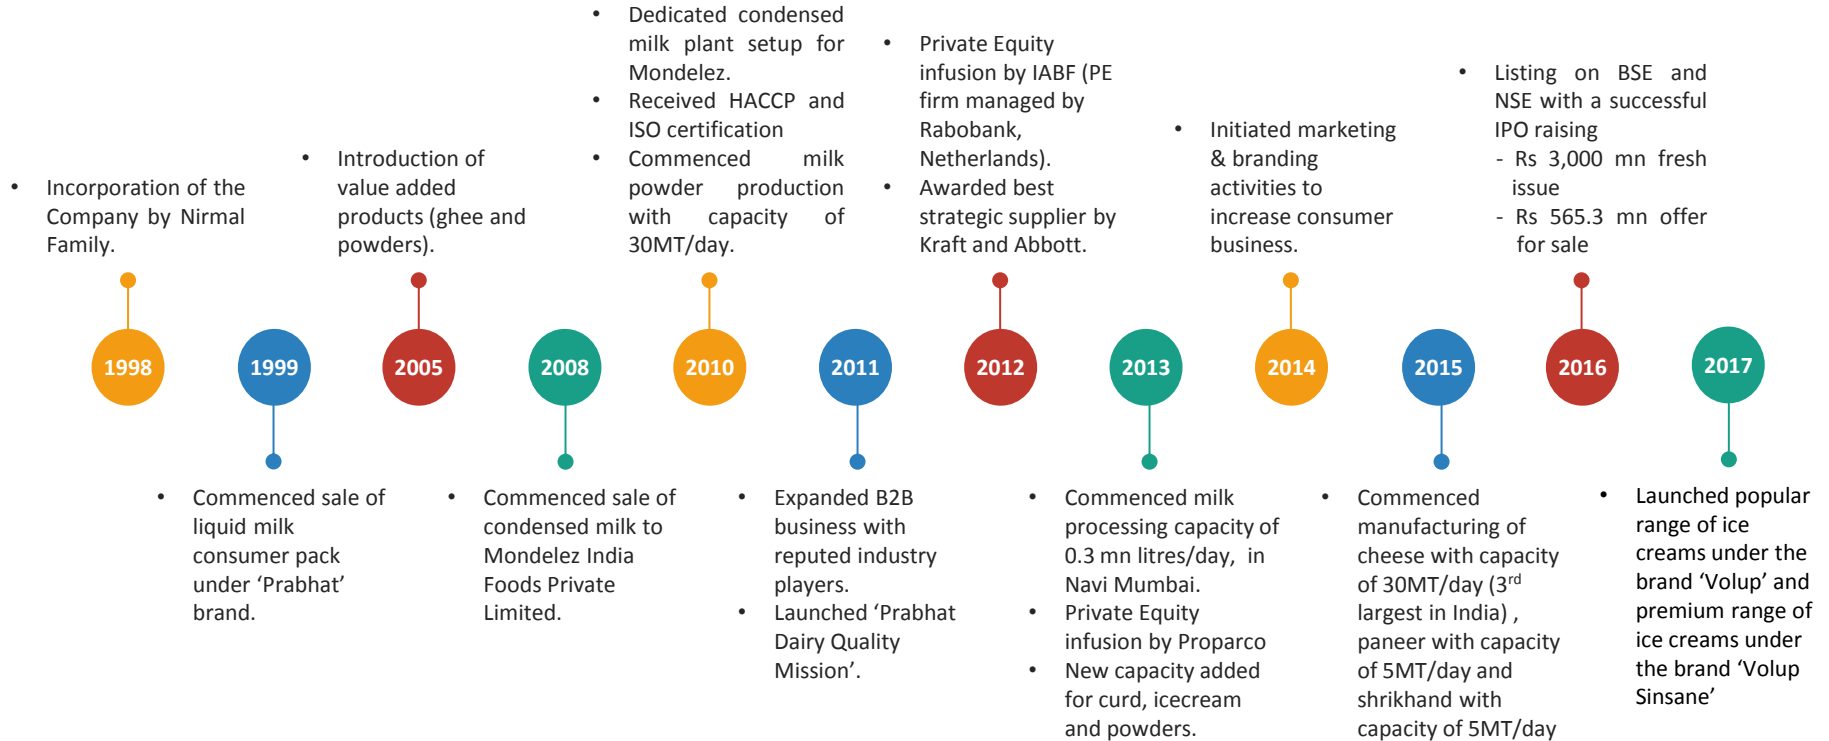 • Incorporation of the
Company by Nirmal
Family.
1998
1999
• Commenced sale of
liquid milk
consumer pack
under ‘Prabhat’
brand.
• Introduction of
value added
products (ghee and
powders).
2005
2008
• Commenced sale of
condensed milk to
Mondelez India
Foods Private
Limited.
• Dedicated condensed
milk plant setup for
Mondelez.
• Received HACCP and
ISO certification
• Commenced milk
powder production
with capacity of
30MT/day.
2010
2011
• Expanded B2B
business with
reputed industry
players.
• Launched ‘Prabhat
Dairy Quality
Mission’.
• Private Equity
infusion by IABF (PE
firm managed by
Rabobank,
Netherlands).
• Awarded best
strategic supplier by
Kraft and Abbott.
2012
2013
• Commenced milk
processing capacity of
0.3 mn litres/day, in
Navi Mumbai.
• Private Equity
infusion by Proparco
• New capacity added
for curd, icecream
and powders.
• Initiated marketing
& branding
activities to
increase consumer
business.
2014
2015
• Commenced
manufacturing of
cheese with capacity
of 30MT/day (3rd
largest in India) ,
paneer with capacity
of 5MT/day and
shrikhand with
capacity of 5MT/day
• Listing on BSE and
NSE with a successful
IPO raising
- Rs 3,000 mn fresh
issue
- Rs 565.3 mn offer
for sale
2016
2017
• Launched popular
range of ice
creams under the
brand ‘Volup’ and
premium range of
ice creams under
the brand ‘Volup
Sinsane’